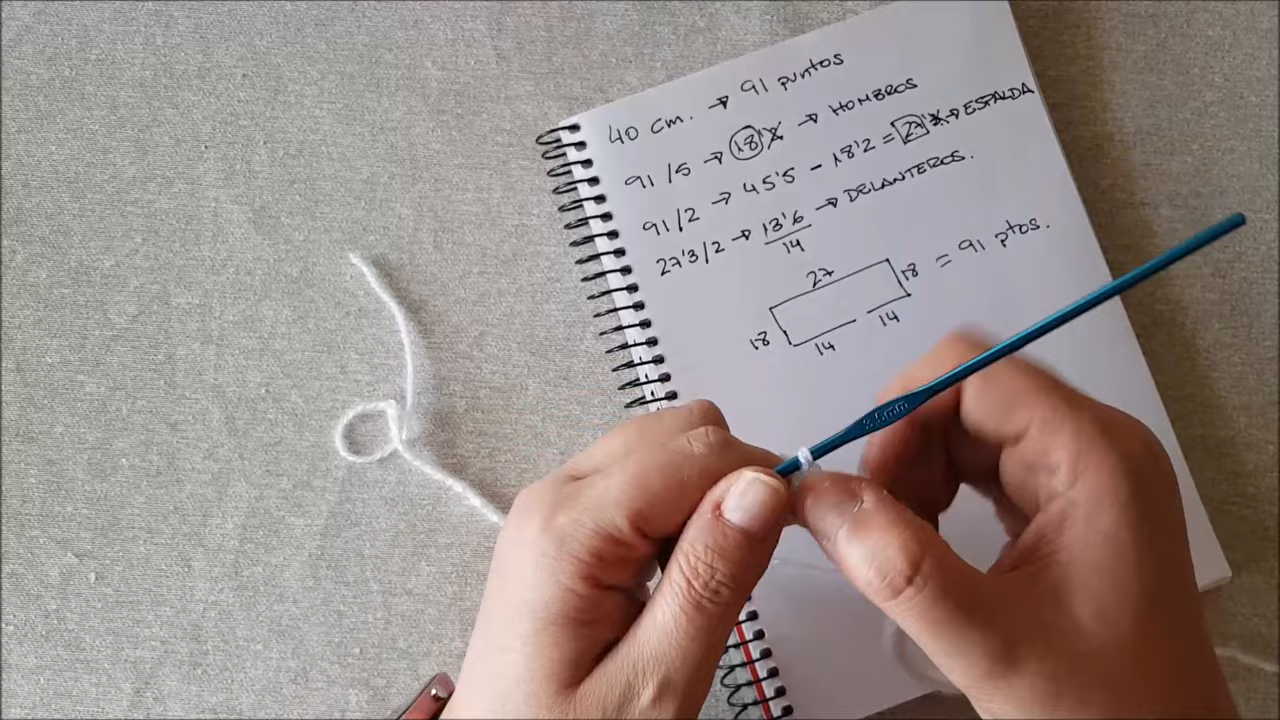 40 cm. → 91 puntos
91/5 → 18'2 → HOMBROS
91/2 → 45'5 - 18'2 = 27'3 → ESPALDA
27'3/2 → 13'6 → DELANTEROS.
14
27
18
= 91 ptos.
18
14
14
2.5mm